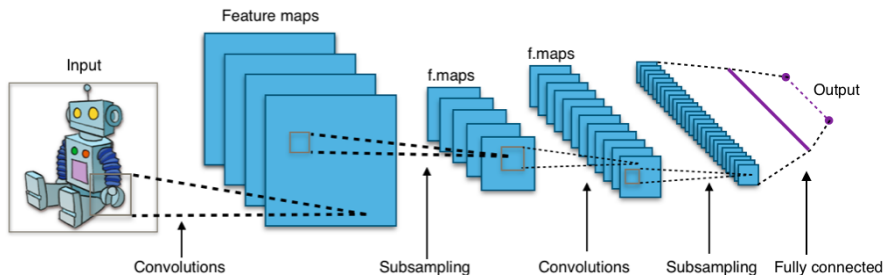 Feature maps
Input
f.maps
f.maps
Output
Convolutions
Subsampling
Convolutions
Subsampling
Fully connected